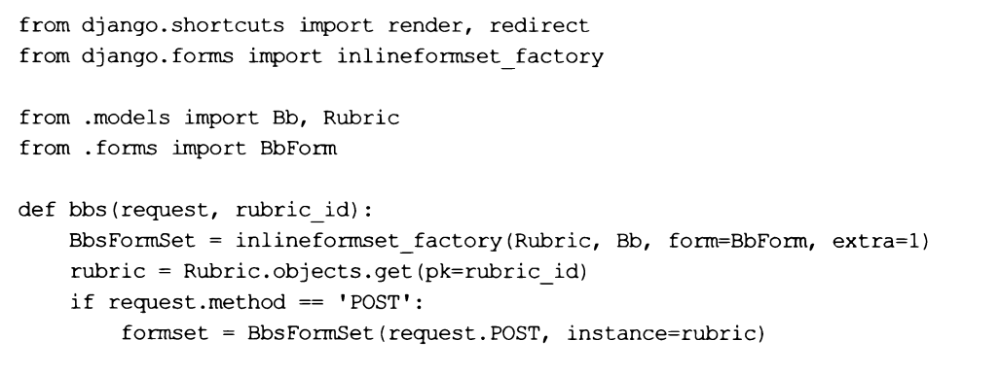 from django.shortcuts import render, redirect
from django.forms import inlineformset_factory
from .models import Bb, Rubric
from .forms import BbForm
def bbs(request, rubric_id):
    BbsFormSet = inlineformset_factory(Rubric, Bb, form=BbForm, extra=1)
    rubric = Rubric.objects.get(pk=rubric_id)
    if request.method == 'POST':
        formset = BbsFormSet(request.POST, instance=rubric)